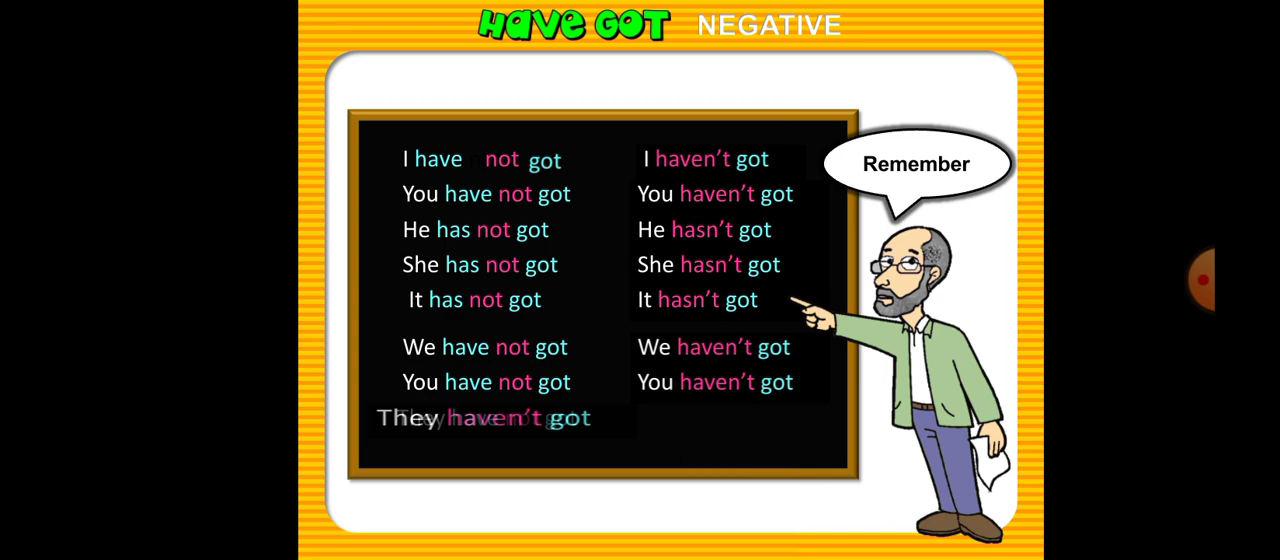 Have Got NEGATIVE
I have not got I haven't got
You have not got You haven't got
He has not got He hasn't got
She has not got She hasn't got
It has not got It hasn't got
We have not got We haven't got
You have not got You haven't got
They haven't got
Remember